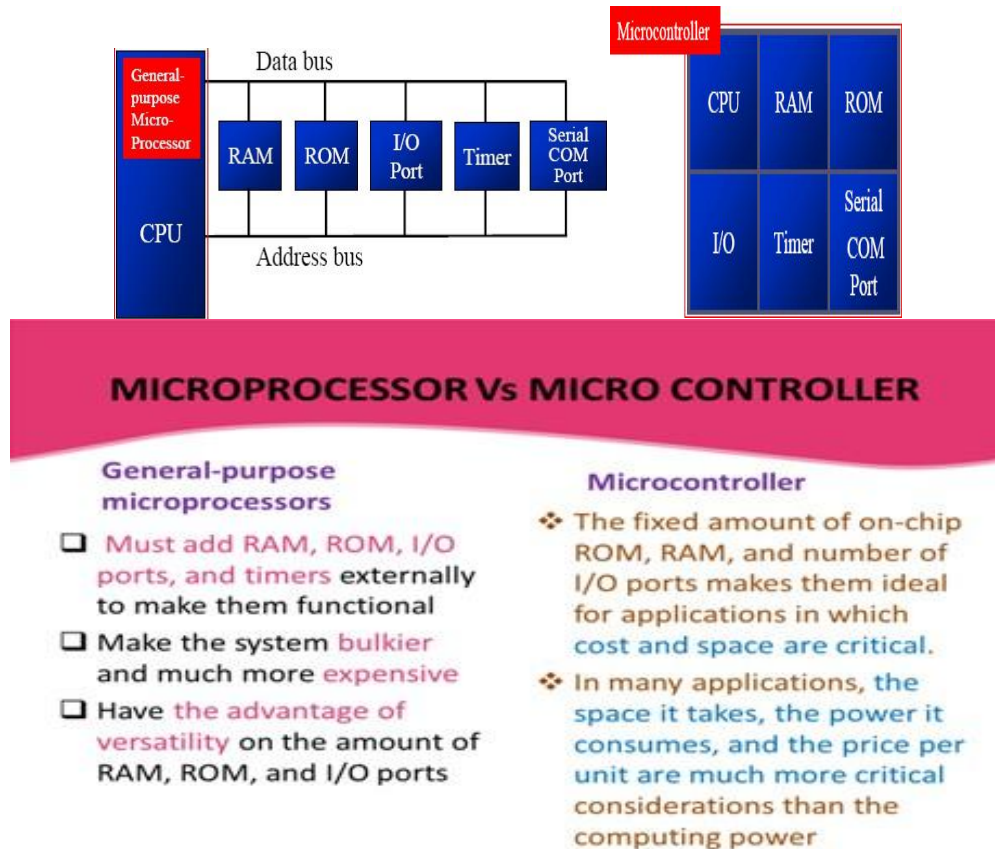 Data bus
General-
purpose
Micro-
Processor
CPU
RAM
ROM
I/O
Port
Timer
Serial
COM
Port
Address bus
Microcontroller
CPU
RAM
ROM
I/O
Timer
Serial
COM
Port
MICROPROCESSOR Vs MICRO CONTROLLER
General-purpose
microprocessors
Must add RAM, ROM, I/O
ports, and timers externally
to make them functional
Make the system bulkier
and much more expensive
Have the advantage of
versatility on the amount of
RAM, ROM, and I/O ports
Microcontroller
The fixed amount of on-chip
ROM, RAM, and number of
I/O ports makes them ideal
for applications in which
cost and space are critical.
In many applications, the
space it takes, the power it
consumes, and the price per
unit are much more critical
considerations than the
computing power